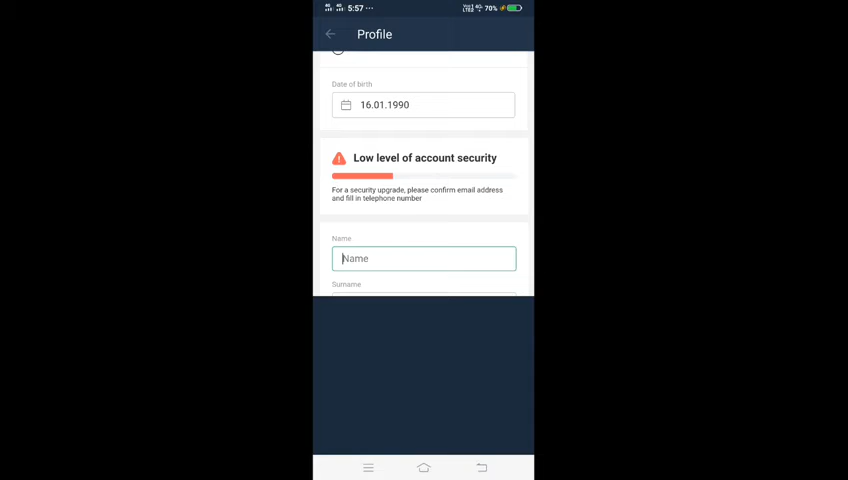 5:57 ... 70%
Profile
Date of birth
16.01.1990
Low level of account security
For a security upgrade, please confirm email address
and fill in telephone number
Name
Name
Surname